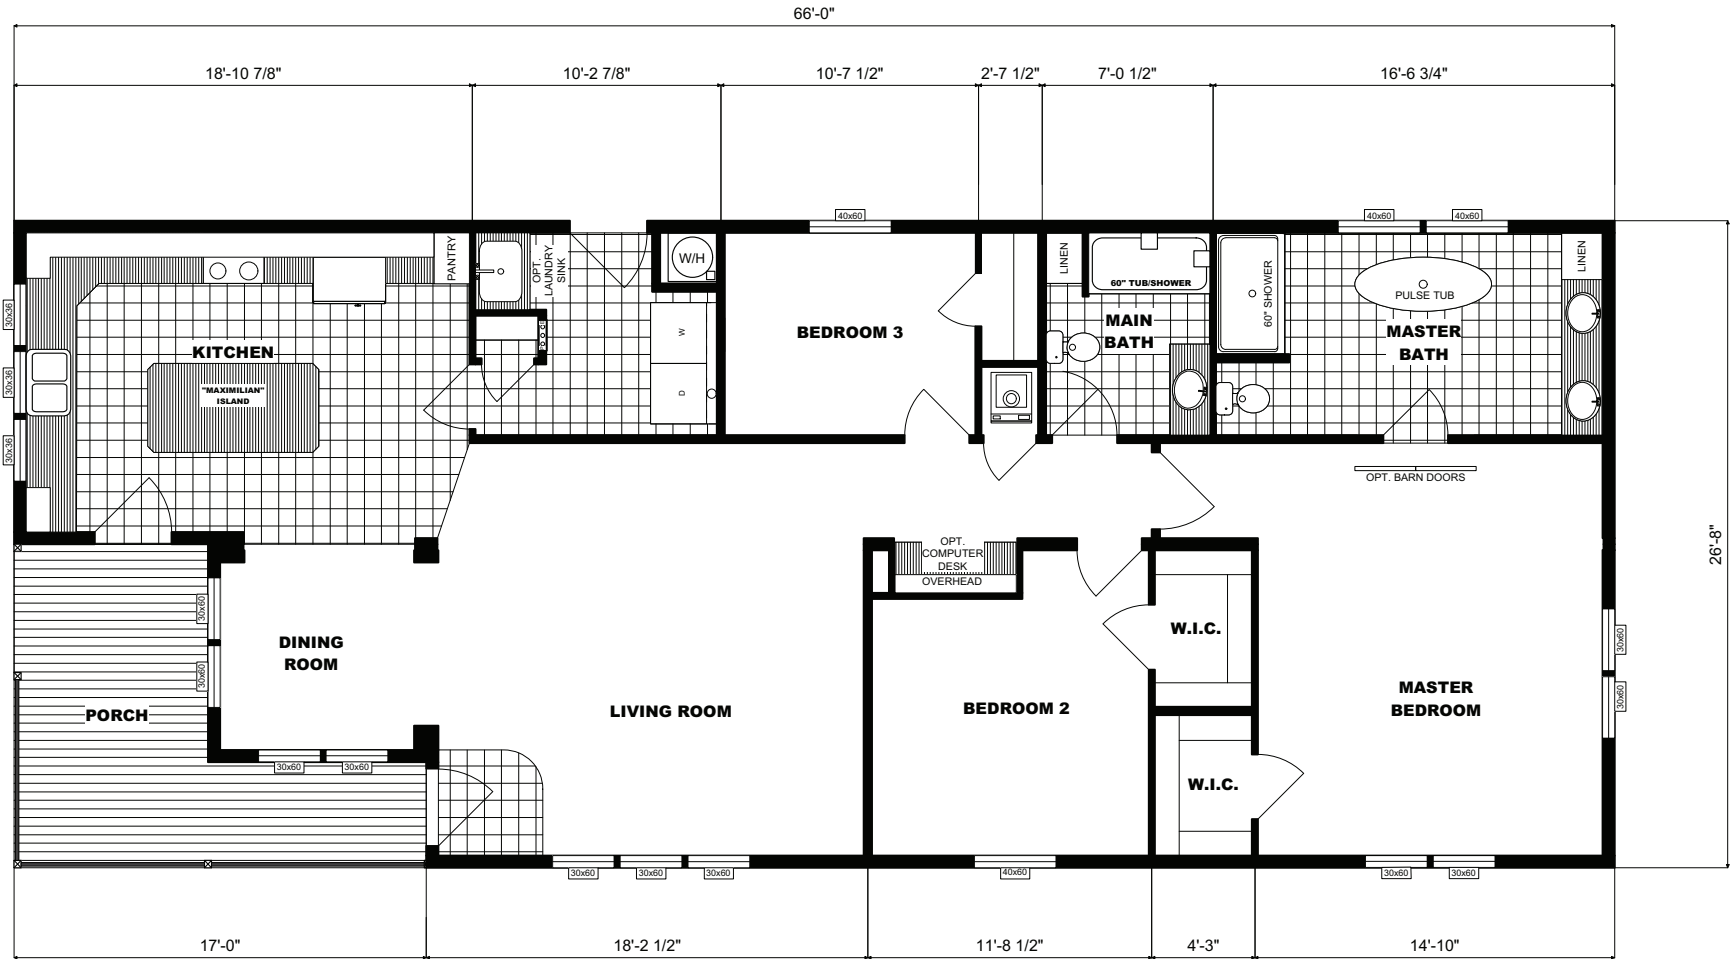 66'-0"
18'-10 7/8"
10'-2 7/8"
10'-7 1/2"
2'-7 1/2"
7'-0 1/2"
16'-6 3/4"
40x60
40x60
40x60
PANTRY
OPT.
LAUNDRY
SINK
W/H
LINEN
60" TUB/SHOWER
60" SHOWER
PULSE TUB
LINEN
30x36
30x36
30x36
KITCHEN
"MAXIMILIAN"
ISLAND
W
D
BEDROOM 3
MAIN
BATH
MASTER
BATH
OPT. BARN DOORS
26'-8"
OPT.
COMPUTER
DESK
OVERHEAD
30x60
30x60
DINING
ROOM
PORCH
LIVING ROOM
BEDROOM 2
W.I.C.
W.I.C.
MASTER
BEDROOM
30x60
30x60
30x60
30x60
30x60
30x60
30x60
40x60
30x60
30x60
17'-0"
18'-2 1/2"
11'-8 1/2"
4'-3"
14'-10"